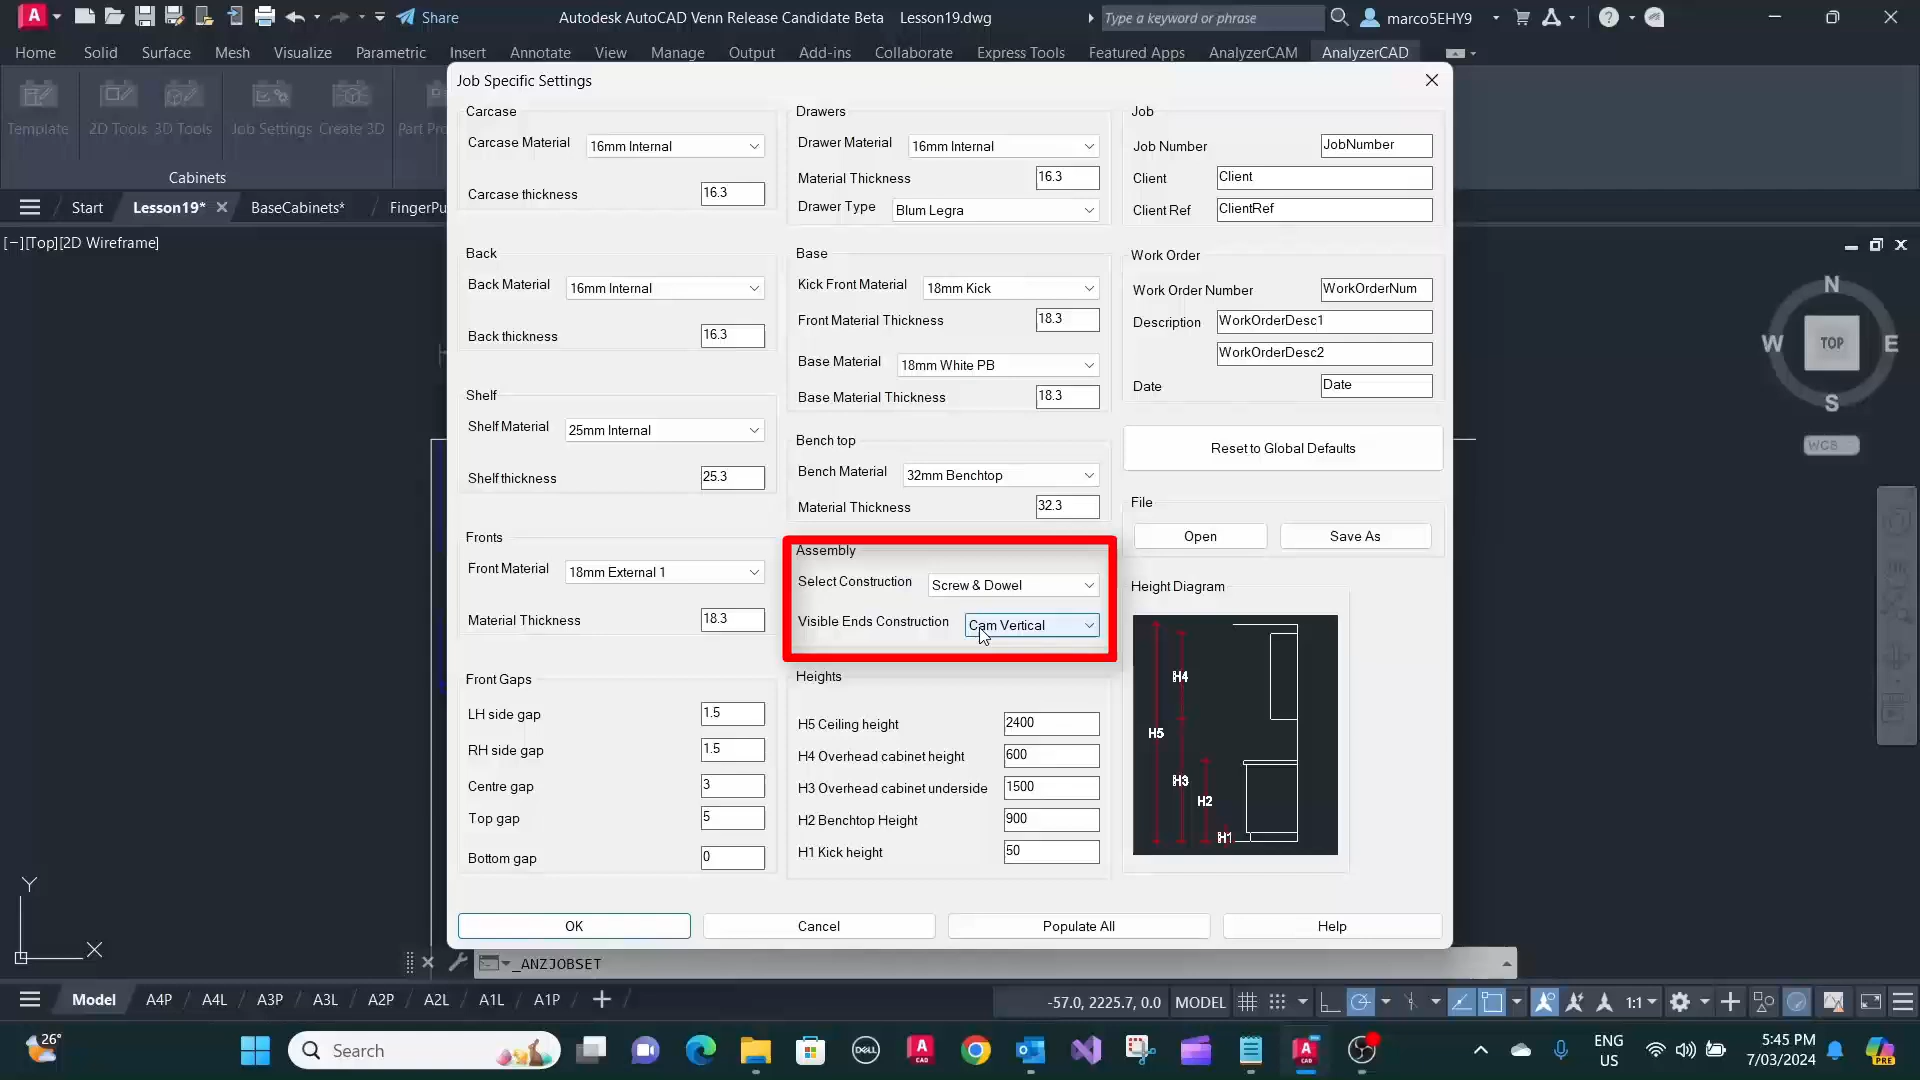 Share
Autodesk AutoCAD Venn Release Candidate Beta Lesson19.dwg
Type a keyword or phrase
marco5EHY9
Home Solid Surface Mesh Visualize Parametric Insert Annotate View Manage Output Add-ins Collaborate Express Tools Featured Apps AnalyzerCAM AnalyzerCAD
Template 2D Tools 3D Tools Job Settings Create 3D Part Pro
Cabinets
Start Lesson19* BaseCabinets* FingerPu
[−][Top][2D Wireframe]
Job Specific Settings
Carcase
Carcase Material 16mm Internal
Carcase thickness 16.3
Back
Back Material 16mm Internal
Back thickness 16.3
Shelf
Shelf Material 25mm Internal
Shelf thickness 25.3
Fronts
Front Material 18mm External 1
Material Thickness 18.3
Front Gaps
LH side gap 1.5
RH side gap 1.5
Centre gap 3
Top gap 5
Bottom gap 0
Drawers
Drawer Material 16mm Internal
Material Thickness 16.3
Drawer Type Blum Legra
Base
Kick Front Material 18mm Kick
Front Material Thickness 18.3
Base Material 18mm White PB
Base Material Thickness 18.3
Bench top
Bench Material 32mm Benchtop
Material Thickness 32.3
Assembly
Select Construction Screw & Dowel
Visible Ends Construction Cam Vertical
Heights
H5 Ceiling height 2400
H4 Overhead cabinet height 600
H3 Overhead cabinet underside 1500
H2 Benchtop Height 900
H1 Kick height 50
Job
Job Number JobNumber
Client Client
Client Ref ClientRef
Work Order
Work Order Number WorkOrderNum
Description WorkOrderDesc1
WorkOrderDesc2
Date Date
Reset to Global Defaults
File
Open Save As
Height Diagram
H4
H5
H3
H2
H1
OK Cancel Populate All Help
N
W TOP E
S
WCS
Y
X
_ANZJOBSET
Model A4P A4L A3P A3L A2P A2L A1L A1P
-57.0, 2225.7, 0.0 MODEL 1:1
26°
Search
DELL
CAD
CAD
ENG
US
5:45 PM
7/03/2024
PRE